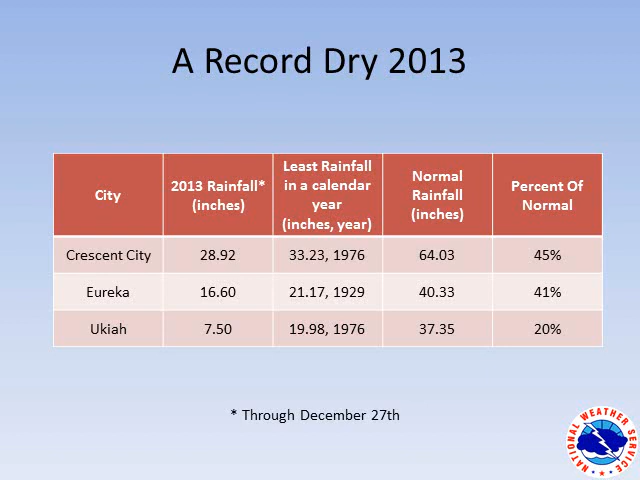 A Record Dry 2013
City
2013 Rainfall*
(inches)
Least Rainfall
in a calendar
year
(inches, year)
Normal
Rainfall
(inches)
Percent Of
Normal
Crescent City 28.92 33.23, 1976 64.03 45%
Eureka 16.60 21.17, 1929 40.33 41%
Ukiah 7.50 19.98, 1976 37.35 20%
* Through December 27th
NATIONAL WEATHER SERVICE